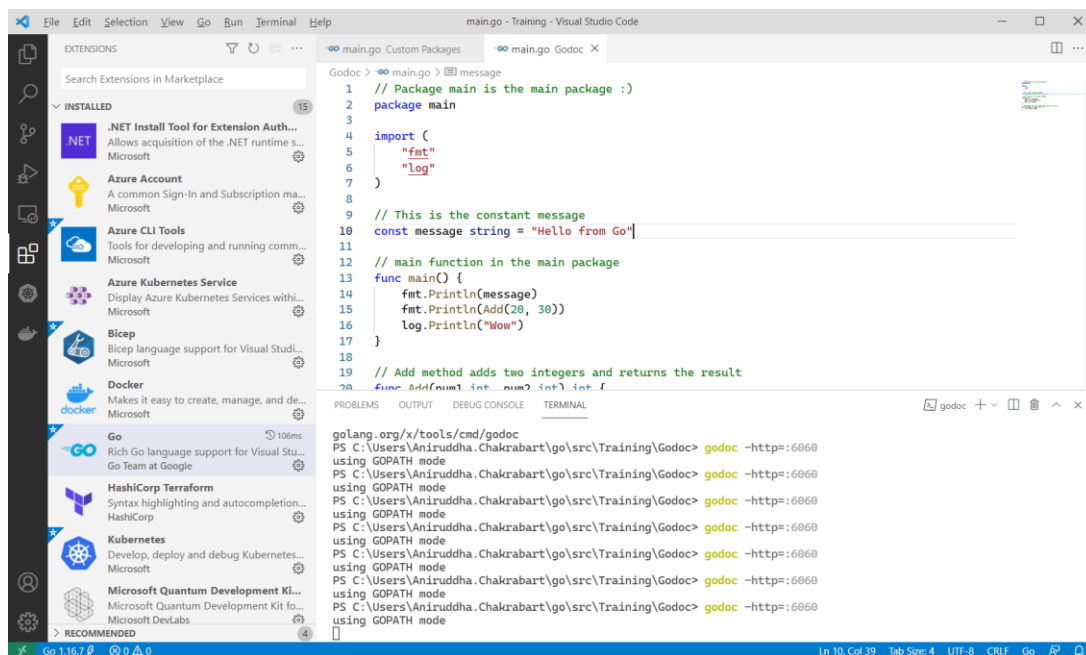 File Edit Selection View Go Run Terminal Help
main.go - Training - Visual Studio Code
EXTENSIONS
Search Extensions in Marketplace
INSTALLED 15
.NET
.NET Install Tool for Extension Auth...
Allows acquisition of the .NET runtime s...
Microsoft
Azure Account
A common Sign-In and Subscription ma...
Microsoft
Azure CLI Tools
Tools for developing and running comm...
Microsoft
Azure Kubernetes Service
Display Azure Kubernetes Services withi...
Microsoft
Bicep
Bicep language support for Visual Studi...
Microsoft
docker
Docker
Makes it easy to create, manage, and de...
Microsoft
GO
Go 106ms
Rich Go language support for Visual Stu...
Go Team at Google
HashiCorp Terraform
Syntax highlighting and autocompletion...
HashiCorp
Kubernetes
Develop, deploy and debug Kubernetes...
Microsoft
Microsoft Quantum Development Ki...
Microsoft Quantum Development Kit fo...
Microsoft DevLabs
RECOMMENDED 4
GO main.go Custom Packages
GO main.go Godoc
Godoc > GO main.go > message
1 // Package main is the main package :)
2 package main
3
4 import (
5 "fmt"
6 "log"
7 )
8
9 // This is the constant message
10 const message string = "Hello from Go"
11
12 // main function in the main package
13 func main() {
14 fmt.Println(message)
15 fmt.Println(Add(20, 30))
16 log.Println("Wow")
17 }
18
19 // Add method adds two integers and returns the result
20 func Add(num1 int, num2 int) int {
PROBLEMS OUTPUT DEBUG CONSOLE TERMINAL
godoc
golang.org/x/tools/cmd/godoc
PS C:\Users\Aniruddha.Chakrabart\go\src\Training\Godoc> godoc -http=:6060
using GOPATH mode
PS C:\Users\Aniruddha.Chakrabart\go\src\Training\Godoc> godoc -http=:6060
using GOPATH mode
PS C:\Users\Aniruddha.Chakrabart\go\src\Training\Godoc> godoc -http=:6060
using GOPATH mode
PS C:\Users\Aniruddha.Chakrabart\go\src\Training\Godoc> godoc -http=:6060
using GOPATH mode
PS C:\Users\Aniruddha.Chakrabart\go\src\Training\Godoc> godoc -http=:6060
using GOPATH mode
PS C:\Users\Aniruddha.Chakrabart\go\src\Training\Godoc> godoc -http=:6060
using GOPATH mode
PS C:\Users\Aniruddha.Chakrabart\go\src\Training\Godoc> godoc -http=:6060
using GOPATH mode
Go 1.16.7 0 0
Ln 10, Col 39 Tab Size: 4 UTF-8 CRLF Go